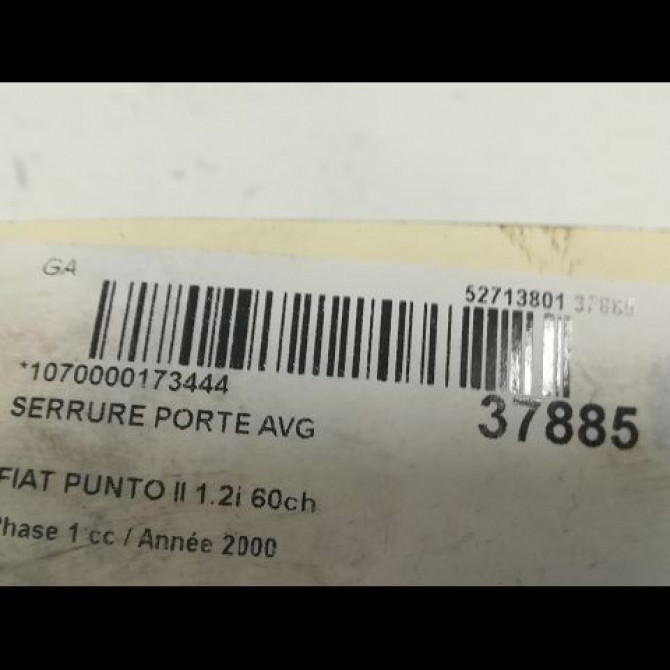 GA
52713801 37885
*1070000173444
37885
SERRURE PORTE AVG
FIAT PUNTO II 1.2i 60ch
Phase 1 cc / Année 2000